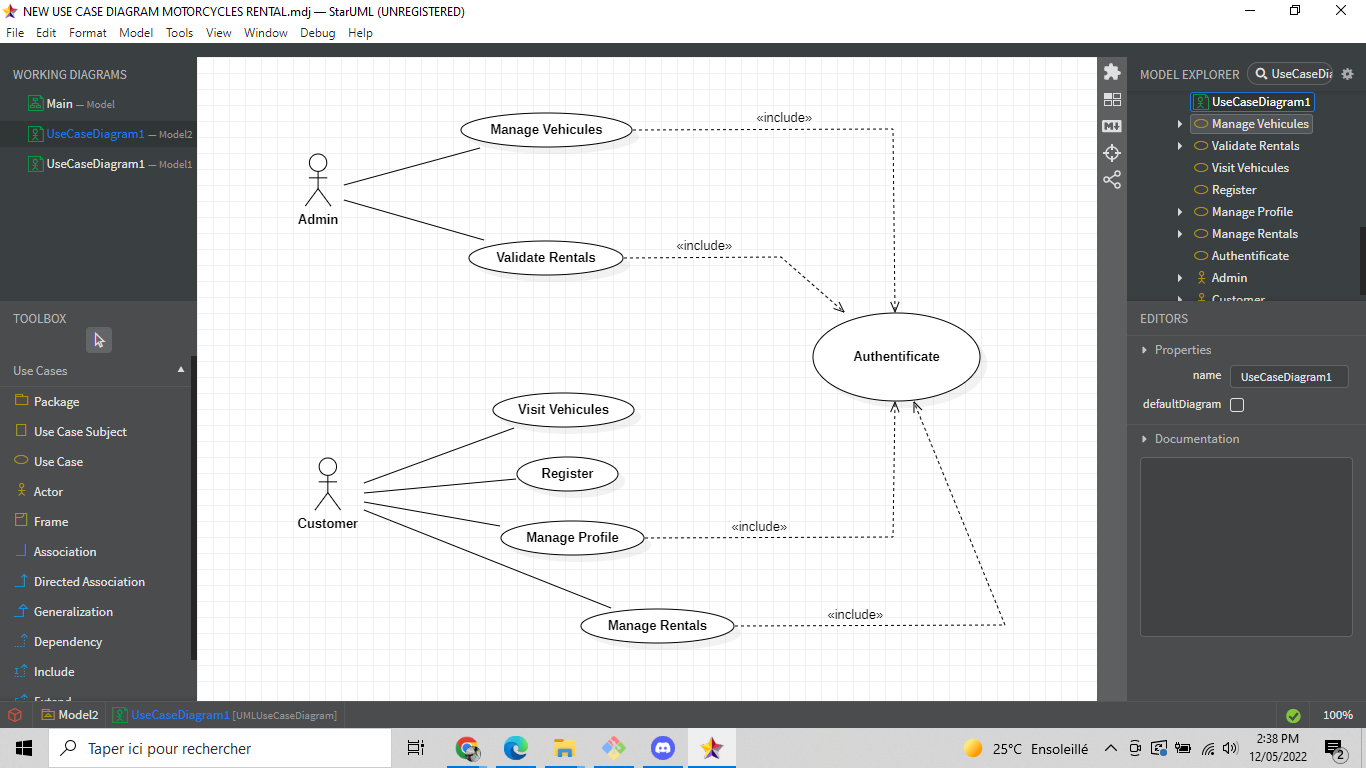 NEW USE CASE DIAGRAM MOTORCYCLES RENTAL.mdj — StarUML (UNREGISTERED)
File Edit Format Model Tools View Window Debug Help
WORKING DIAGRAMS
Main — Model
UseCaseDiagram1 — Model2
UseCaseDiagram1 — Model1
TOOLBOX
Use Cases
Package
Use Case Subject
Use Case
Actor
Frame
Association
Directed Association
Generalization
Dependency
Include
Extend
Manage Vehicules
«include»
Admin
Validate Rentals
«include»
Authentificate
Visit Vehicules
Register
Customer
Manage Profile
«include»
Manage Rentals
«include»
MODEL EXPLORER
UseCaseDia
UseCaseDiagram1
Manage Vehicules
Validate Rentals
Visit Vehicules
Register
Manage Profile
Manage Rentals
Authentificate
Admin
Customer
EDITORS
Properties
name UseCaseDiagram1
defaultDiagram
Documentation
Model2 UseCaseDiagram1 [UMLUseCaseDiagram]
100%
Taper ici pour rechercher
25°C Ensoleillé
2:38 PM
12/05/2022
2